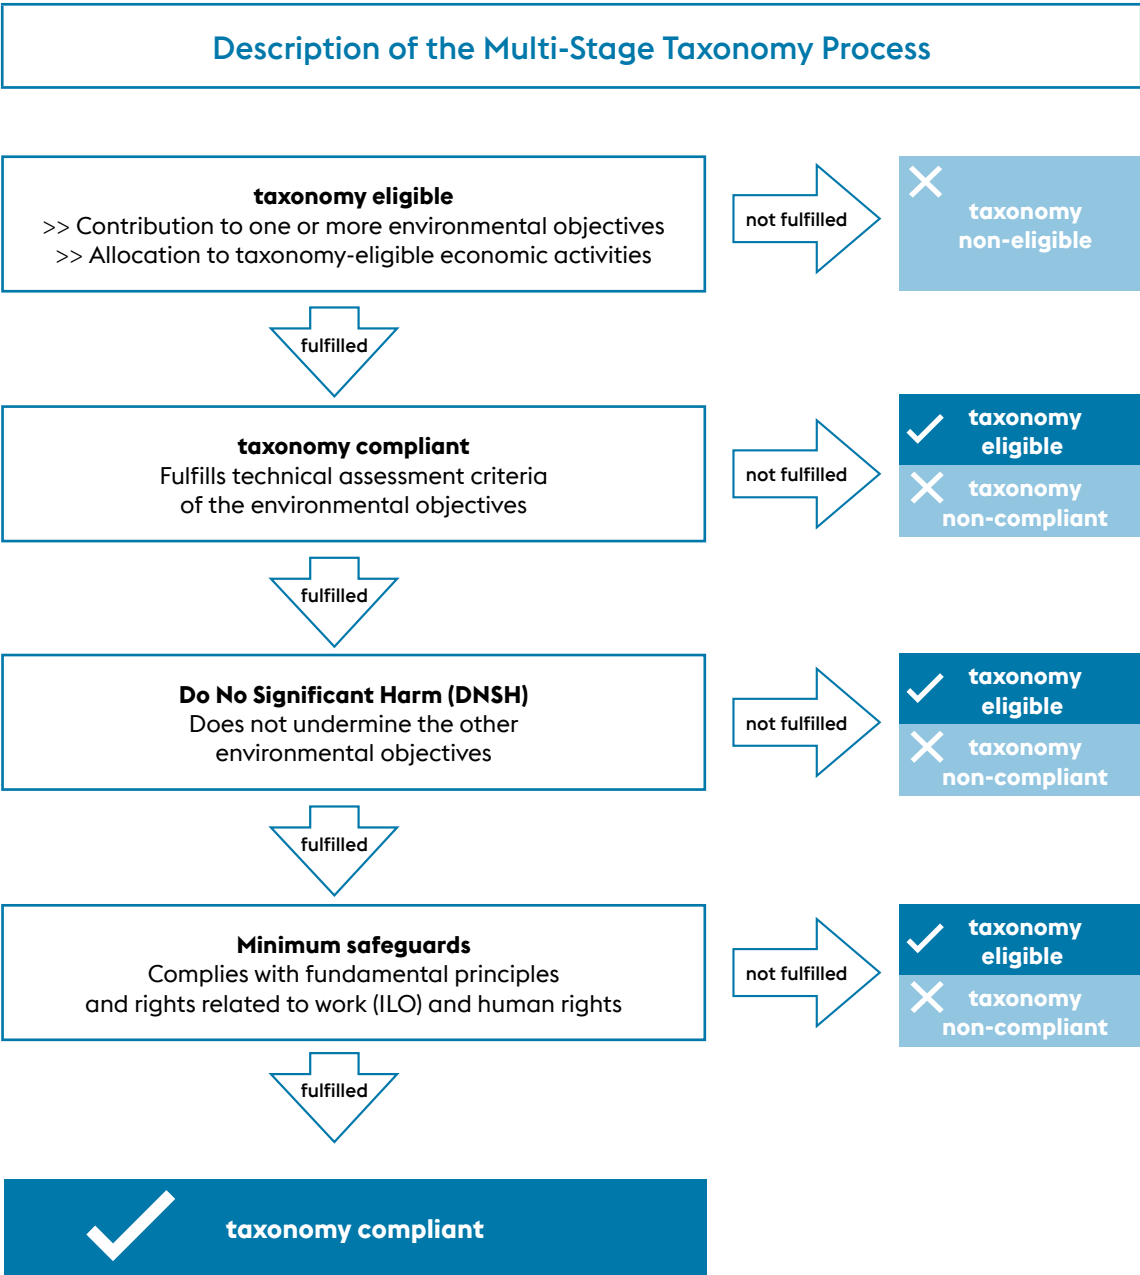 Description of the Multi-Stage Taxonomy Process
taxonomy eligible
>> Contribution to one or more environmental objectives
>> Allocation to taxonomy-eligible economic activities
not fulfilled
taxonomy
non-eligible
fulfilled
taxonomy compliant
Fulfills technical assessment criteria
of the environmental objectives
not fulfilled
taxonomy
eligible
taxonomy
non-compliant
fulfilled
Do No Significant Harm (DNSH)
Does not undermine the other
environmental objectives
not fulfilled
taxonomy
eligible
taxonomy
non-compliant
fulfilled
Minimum safeguards
Complies with fundamental principles
and rights related to work (ILO) and human rights
not fulfilled
taxonomy
eligible
taxonomy
non-compliant
fulfilled
taxonomy compliant